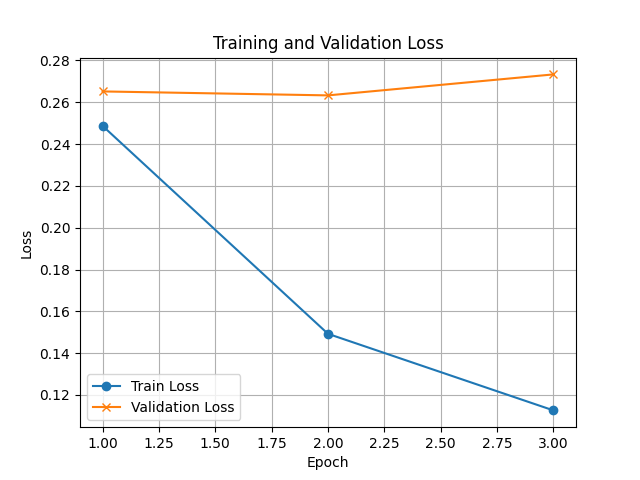 Training and Validation Loss
0.28
0.26
0.24
0.22
0.20
0.18
0.16
0.14
0.12
Loss
Train Loss
Validation Loss
1.00 1.25 1.50 1.75 2.00 2.25 2.50 2.75 3.00
Epoch